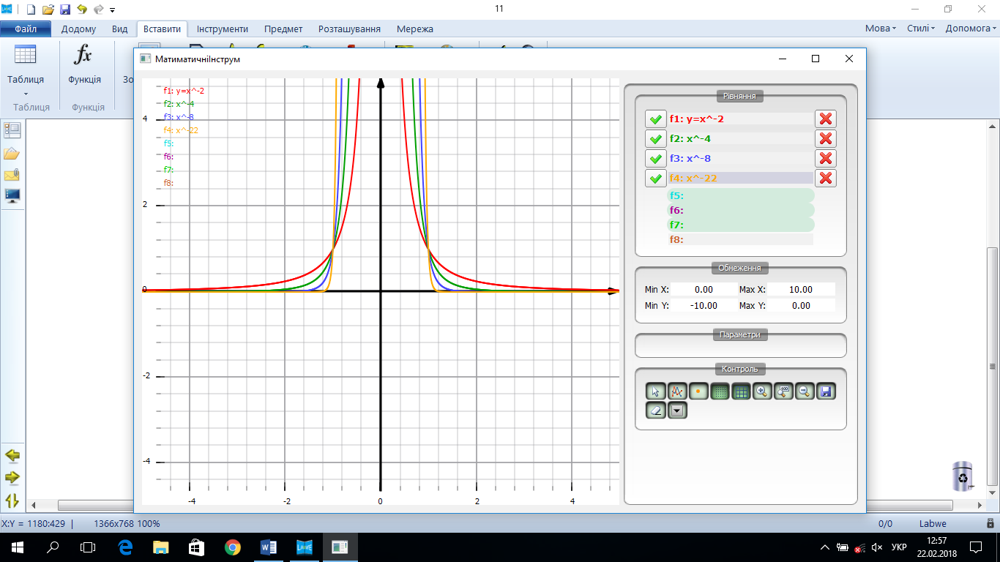 11
Файл Додому Вид Вставити Інструменти Предмет Розташування Мережа Мова Стилі Допомога
Таблиця
fx
Функція
Зо
Таблиця Функція
МатиматичніІнструм
f1: y=x^-2
f2: x^-4
f3: x^-8
f4: x^-22
f5:
f6:
f7:
f8:
4
2
0
-2
-4
-4 -2 0 2 4
Рівняння
f1: y=x^-2
f2: x^-4
f3: x^-8
f4: x^-22
f5:
f6:
f7:
f8:
Обмеження
Min X: 0.00 Max X: 10.00
Min Y: -10.00 Max Y: 0.00
Параметри
Контроль
X:Y = 1180:429 | 1366x768 100% 0/0 Labwe
УКР
12:57
22.02.2018